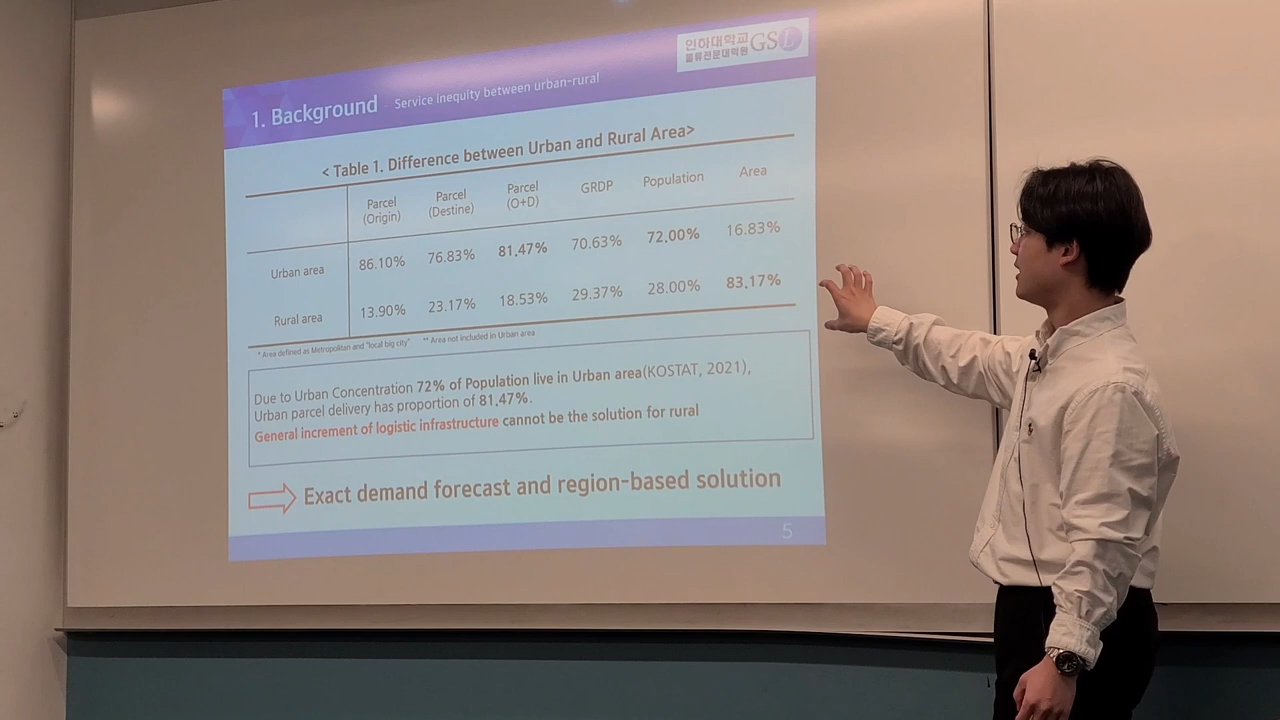 인하대학교
물류전문대학원 GSL
1. Background - Service inequity between urban-rural
< Table 1. Difference between Urban and Rural Area>
Parcel (Origin) Parcel (Destine) Parcel (O+D) GRDP Population Area
Urban area 86.10% 76.83% 81.47% 70.63% 72.00% 16.83%
Rural area 13.90% 23.17% 18.53% 29.37% 28.00% 83.17%
* Area defined as Metropolitan and "local big city" ** Area not included in Urban area
Due to Urban Concentration 72% of Population live in Urban area(KOSTAT, 2021),
Urban parcel delivery has proportion of 81.47%.
General increment of logistic infrastructure cannot be the solution for rural
Exact demand forecast and region-based solution
5